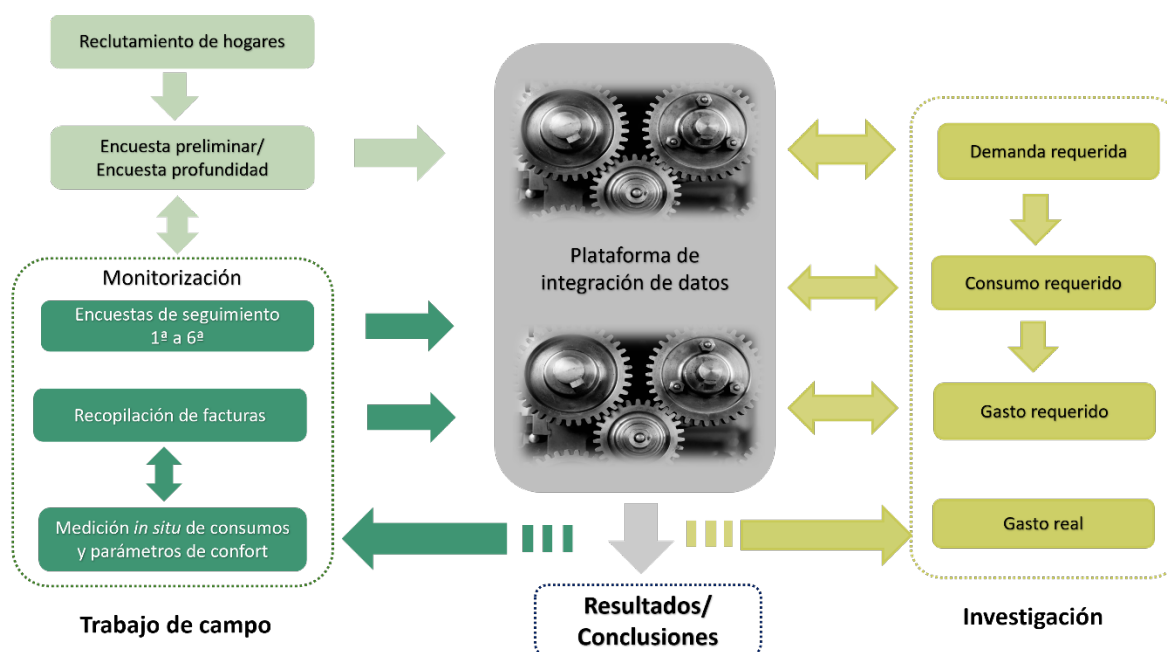 Reclutamiento de hogares
Encuesta preliminar/
Encuesta profundidad
Monitorización
Encuestas de seguimiento
1ª a 6ª
Recopilación de facturas
Medición in situ de consumos
y parámetros de confort
Trabajo de campo
Plataforma de
integración de datos
Resultados/
Conclusiones
Demanda requerida
Consumo requerido
Gasto requerido
Gasto real
Investigación